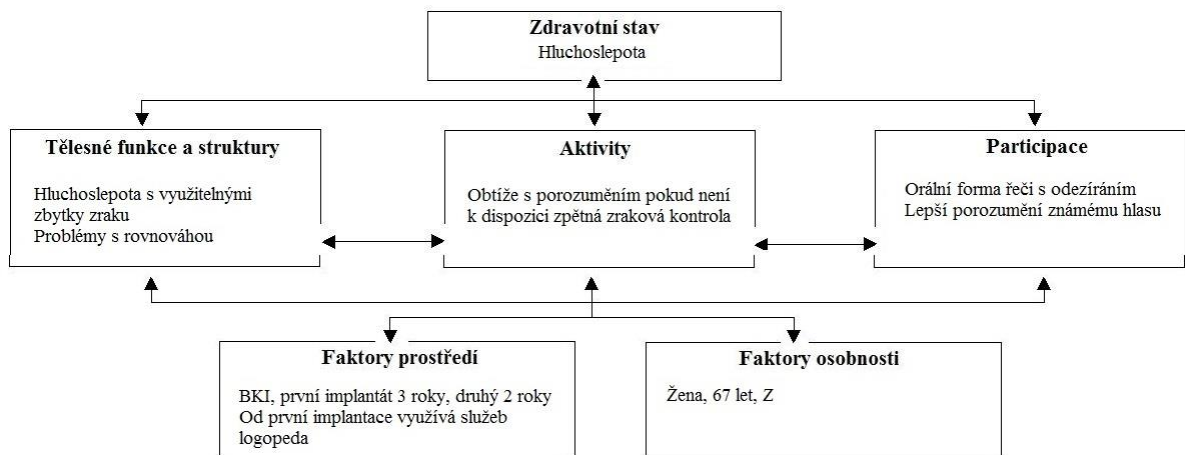 Zdravotní stav
Hluchoslepota
Tělesné funkce a struktury
Hluchoslepota s využitelnými
zbytky zraku
Problémy s rovnováhou
Aktivity
Obtíže s porozuměním pokud není
k dispozici zpětná zraková kontrola
Participace
Orální forma řeči s odezíráním
Lepší porozumění známému hlasu
Faktory prostředí
BKI, první implantát 3 roky, druhý 2 roky
Od první implantace využívá služeb
logopeda
Faktory osobnosti
Žena, 67 let, Z